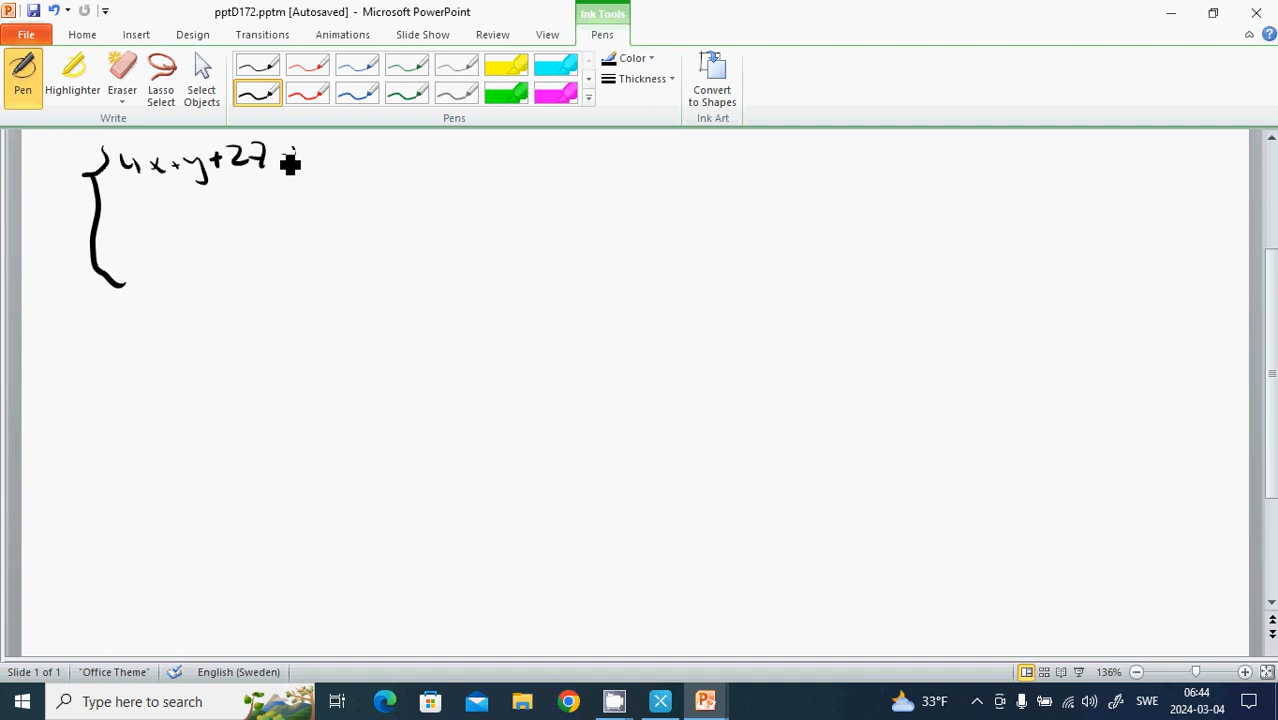 pptD172.pptm [Autosaved] - Microsoft PowerPoint
Ink Tools
File Home Insert Design Transitions Animations Slide Show Review View Pens
Pen Highlighter Eraser Lasso Select Select Objects
Color
Thickness
Convert to Shapes
Write Pens Ink Art
4x+y+27
Slide 1 of 1 "Office Theme" English (Sweden) 136%
Type here to search 33°F SWE 06:44
2024-03-04